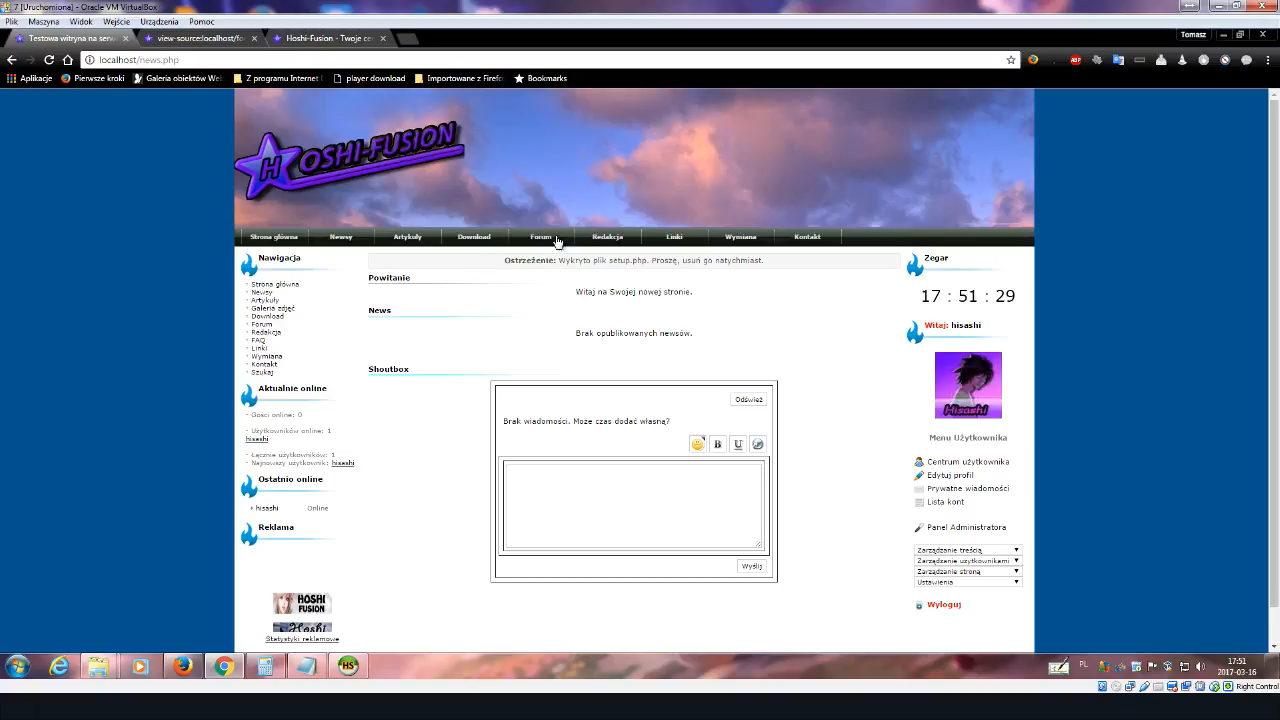 7 [Uruchomiona] - Oracle VM VirtualBox
Plik Maszyna Widok Wejście Urządzenia Pomoc
Testowa witryna na serw
view-source:localhost/fo
Hoshi-Fusion - Twoje ce
Tomasz
localhost/news.php
Aplikacje
Pierwsze kroki
Galeria obiektów We
Z programu Internet
player download
Importowane z Firefo
Bookmarks
HOSHI-FUSION
Strona główna
Newsy
Artykuły
Download
Forum
Redakcja
Linki
Wymiana
Kontakt
Nawigacja
Strona główna
Newsy
Artykuły
Galeria zdjęć
Download
Forum
Redakcja
FAQ
Linki
Wymiana
Kontakt
Szukaj
Aktualnie online
Gości online: 0
Użytkowników online: 1
hisashi
Łącznie użytkowników: 1
Najnowszy użytkownik: hisashi
Ostatnio online
hisashi Online
Reklama
HOSHI
FUSION
Hoshi
Statystyki reklamowe
Ostrzeżenie: Wykryto plik setup.php. Proszę, usuń go natychmiast.
Powitanie
Witaj na Swojej nowej stronie.
News
Brak opublikowanych newsów.
Shoutbox
Odśwież
Brak wiadomości. Może czas dodać własną?
B
U
Wyślij
Zegar
17 : 51 : 29
Witaj: hisashi
Hisashi
Menu Użytkownika
Centrum użytkownika
Edytuj profil
Prywatne wiadomości
Lista kont
Panel Administratora
Zarządzanie treścią
Zarządzanie użytkownikami
Zarządzanie stroną
Ustawienia
Wyloguj
HS
PL
17:51
2017-03-16
Right Control